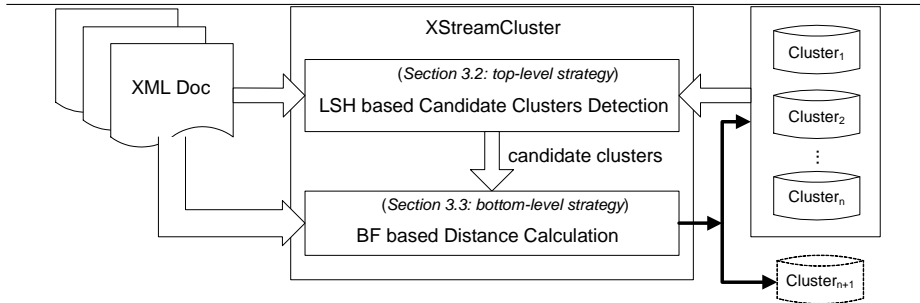 XStreamCluster
XML Doc
(Section 3.2: top-level strategy)
LSH based Candidate Clusters Detection
candidate clusters
(Section 3.3: bottom-level strategy)
BF based Distance Calculation
Cluster1
Cluster2
...
Clustern
Clustern+1